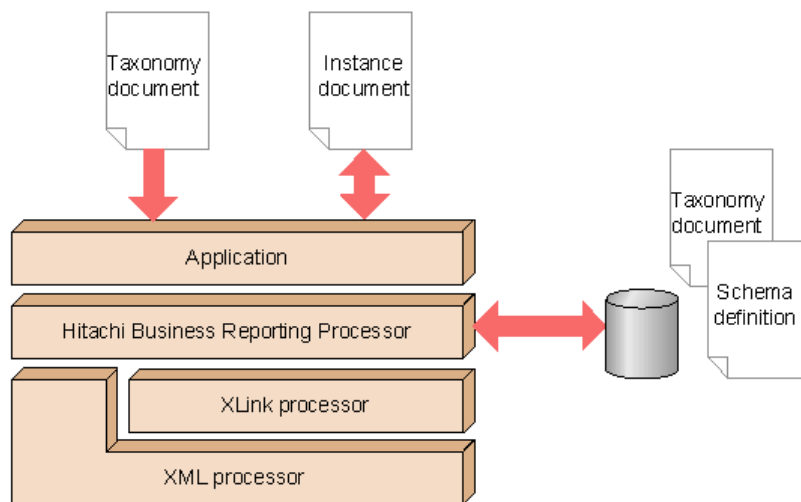 Taxonomy
document
Instance
document
Taxonomy
document
Schema
definition
Application
Hitachi Business Reporting Processor
XLink processor
XML processor